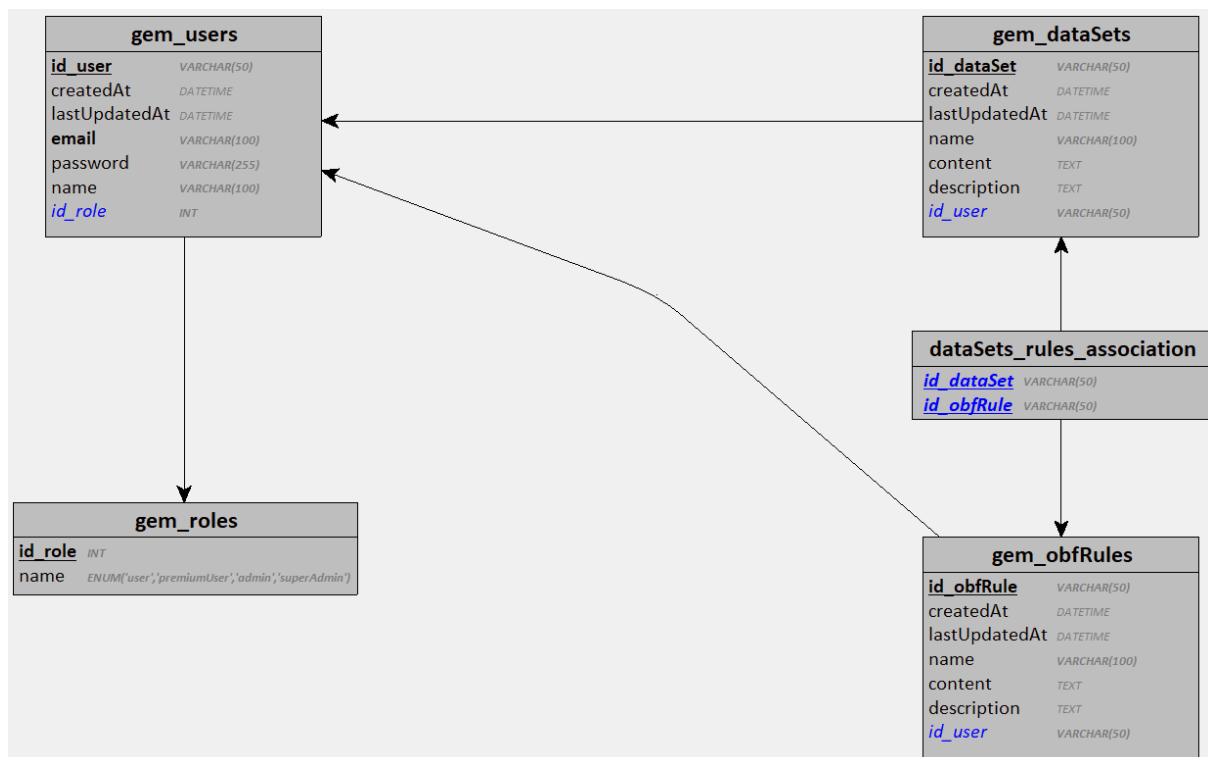 gem_users
id_user VARCHAR(50)
createdAt DATETIME
lastUpdatedAt DATETIME
email VARCHAR(100)
password VARCHAR(255)
name VARCHAR(100)
id_role INT
gem_dataSets
id_dataSet VARCHAR(50)
createdAt DATETIME
lastUpdatedAt DATETIME
name VARCHAR(100)
content TEXT
description TEXT
id_user VARCHAR(50)
dataSets_rules_association
id_dataSet VARCHAR(50)
id_obfRule VARCHAR(50)
gem_roles
id_role INT
name ENUM('user','premiumUser','admin','superAdmin')
gem_obfRules
id_obfRule VARCHAR(50)
createdAt DATETIME
lastUpdatedAt DATETIME
name VARCHAR(100)
content TEXT
description TEXT
id_user VARCHAR(50)